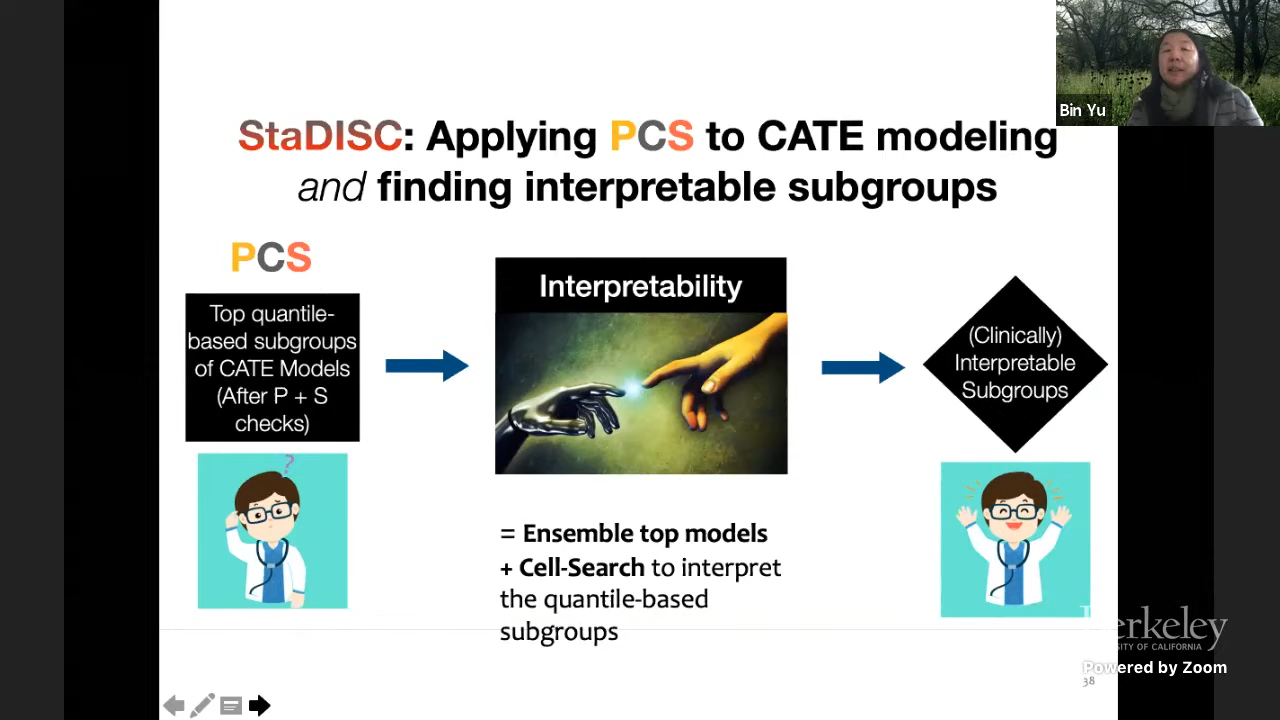 Bin Yu
StaDISC: Applying PCS to CATE modeling
and finding interpretable subgroups
PCS
Top quantile-
based subgroups
of CATE Models
(After P + S
checks)
?
Interpretability
= Ensemble top models
+ Cell-Search to interpret
the quantile-based
subgroups
(Clinically)
Interpretable
Subgroups
Berkeley
SITY OF CALIFORNIA
Powered by Zoom
38